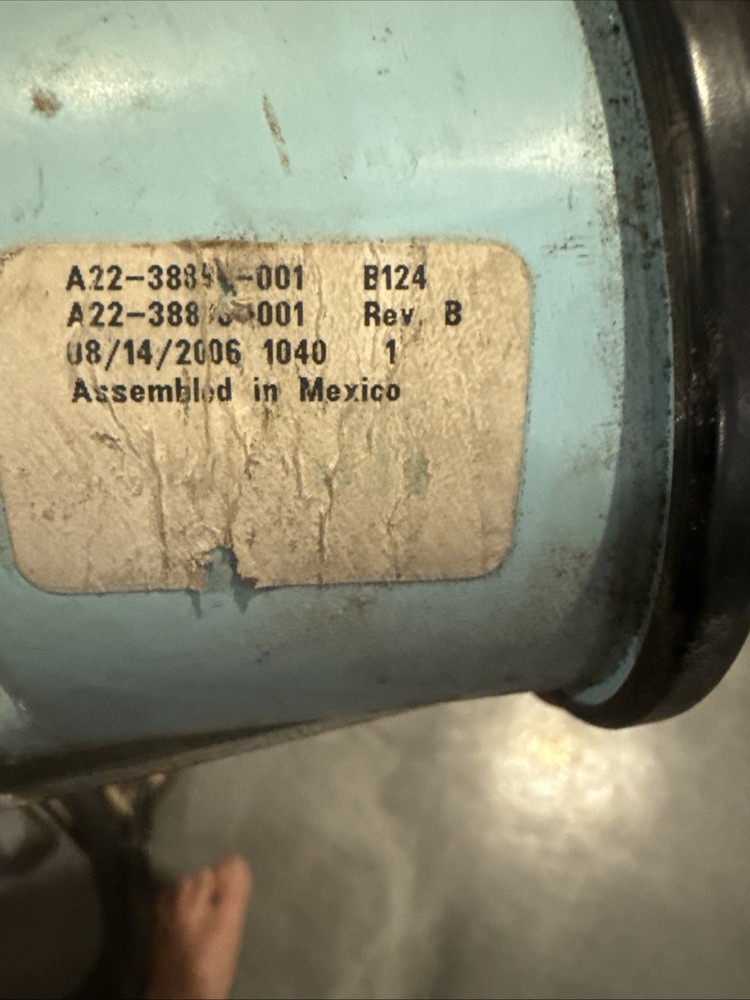 B124
Rev. B
08/14/2006 1040 1
Assembled in Mexico